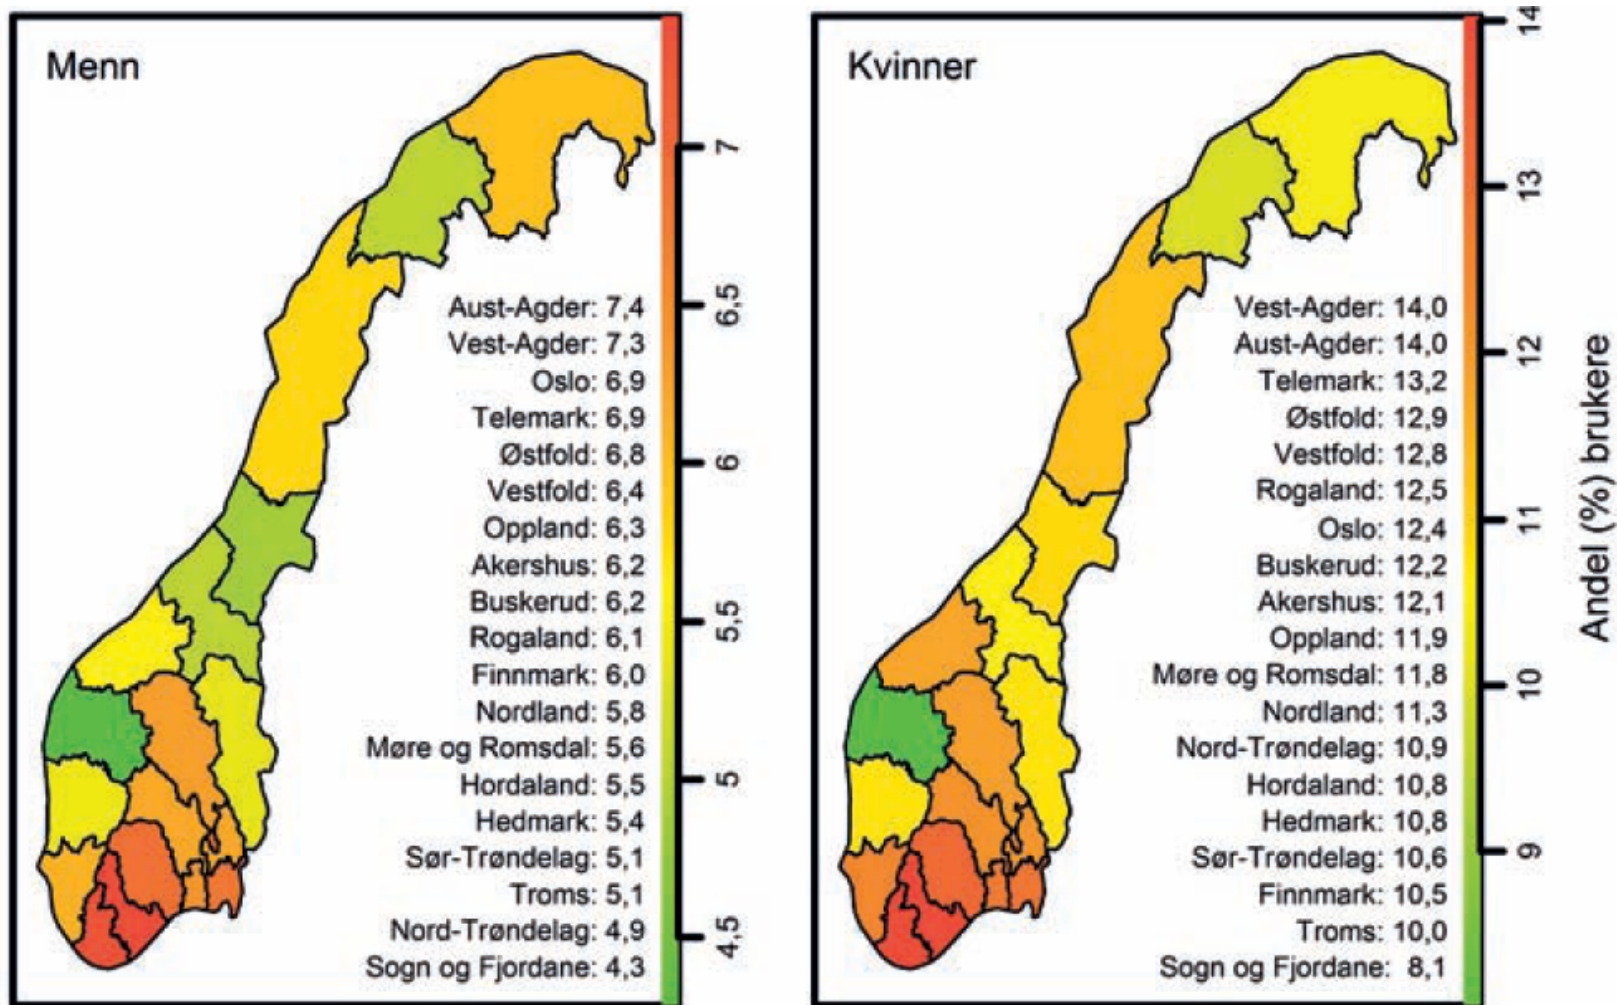 Menn
Aust-Agder: 7,4
Vest-Agder: 7,3
Oslo: 6,9
Telemark: 6,9
Østfold: 6,8
Vestfold: 6,4
Oppland: 6,3
Akershus: 6,2
Buskerud: 6,2
Rogaland: 6,1
Finnmark: 6,0
Nordland: 5,8
Møre og Romsdal: 5,6
Hordaland: 5,5
Hedmark: 5,4
Sør-Trøndelag: 5,1
Troms: 5,1
Nord-Trøndelag: 4,9
Sogn og Fjordane: 4,3
7
6,5
6
5,5
5
4,5
Kvinner
Vest-Agder: 14,0
Aust-Agder: 14,0
Telemark: 13,2
Østfold: 12,9
Vestfold: 12,8
Rogaland: 12,5
Oslo: 12,4
Buskerud: 12,2
Akershus: 12,1
Oppland: 11,9
Møre og Romsdal: 11,8
Nordland: 11,3
Nord-Trøndelag: 10,9
Hordaland: 10,8
Hedmark: 10,8
Sør-Trøndelag: 10,6
Finnmark: 10,5
Troms: 10,0
Sogn og Fjordane: 8,1
14
13
12
11
10
9
Andel (%) brukere